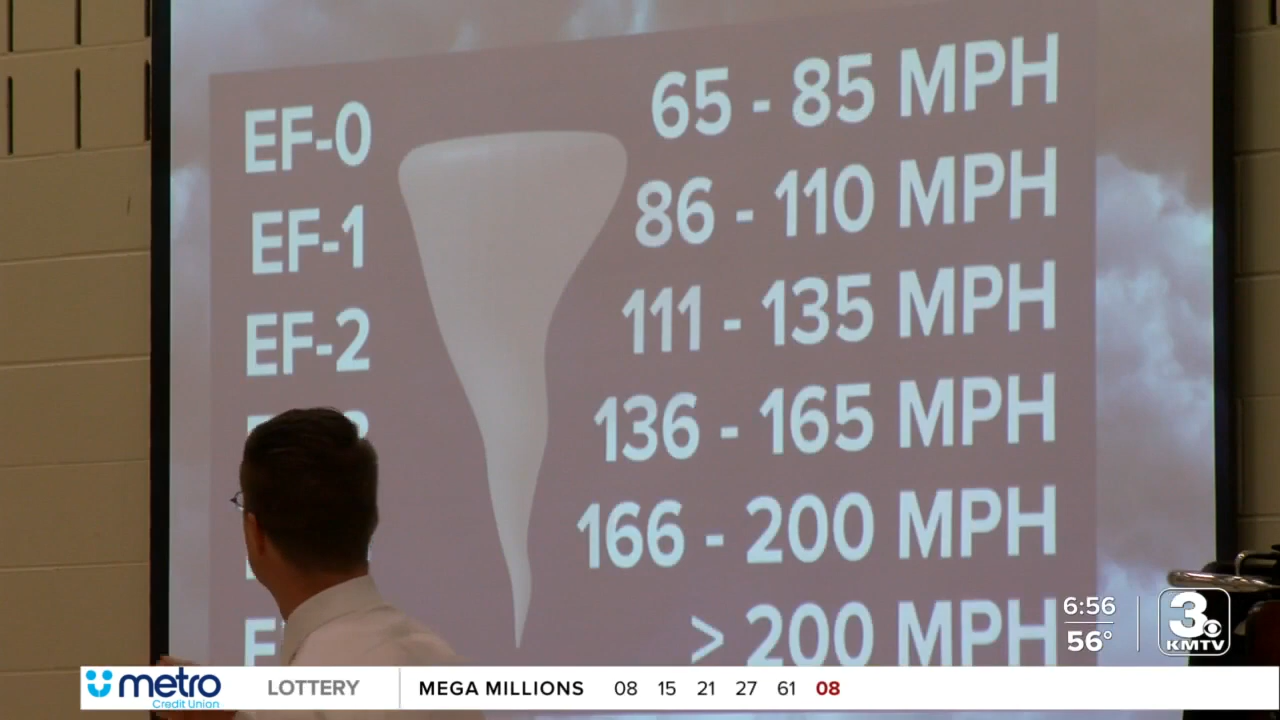 EF-0 65 - 85 MPH
EF-1 86 - 110 MPH
EF-2 111 - 135 MPH
136 - 165 MPH
166 - 200 MPH
> 200 MPH
6:56
56°
3
KMTV
metro
Credit Union
LOTTERY MEGA MILLIONS 08 15 21 27 61 08